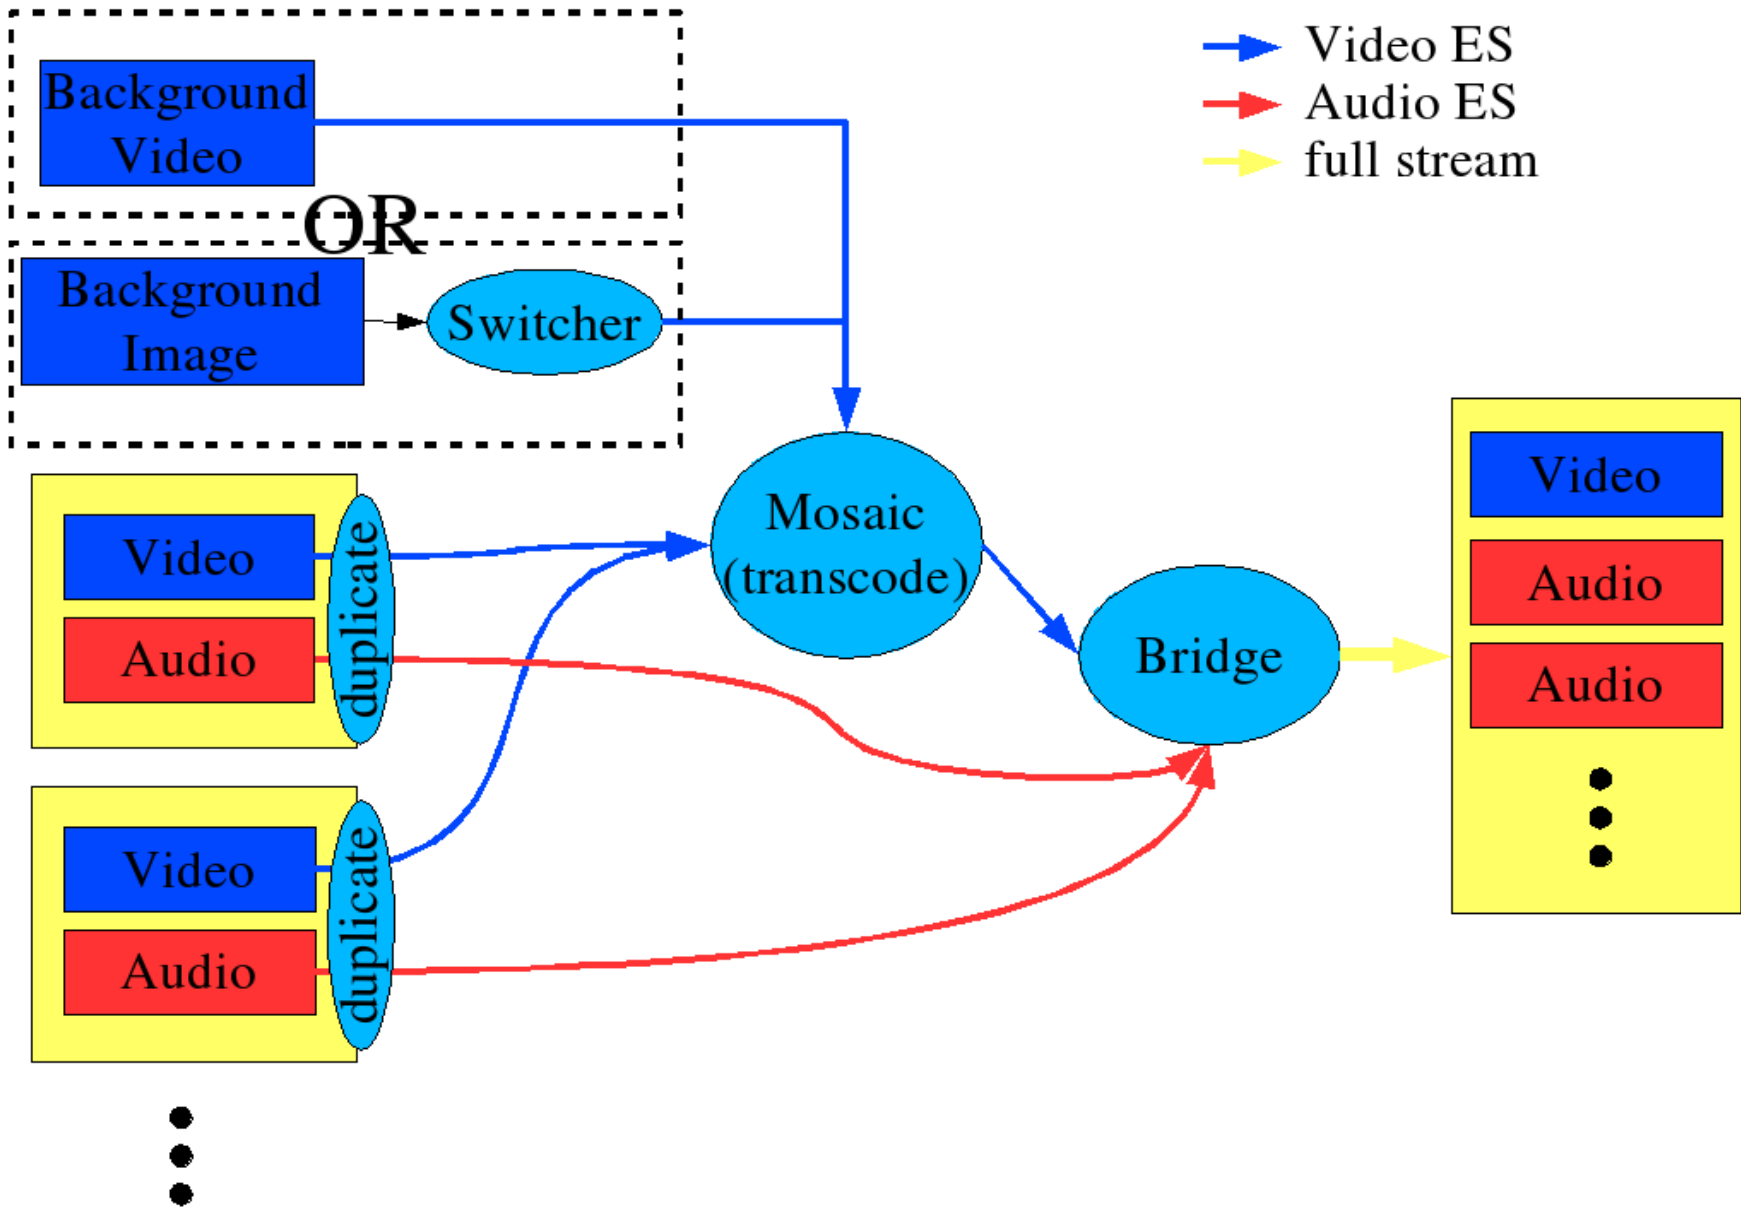 Background
Video
OR
Background
Image
Switcher
Video ES
Audio ES
full stream
Mosaic
(transcode)
Bridge
Video
Audio
duplicate
Video
Audio
duplicate
Video
Audio
Audio